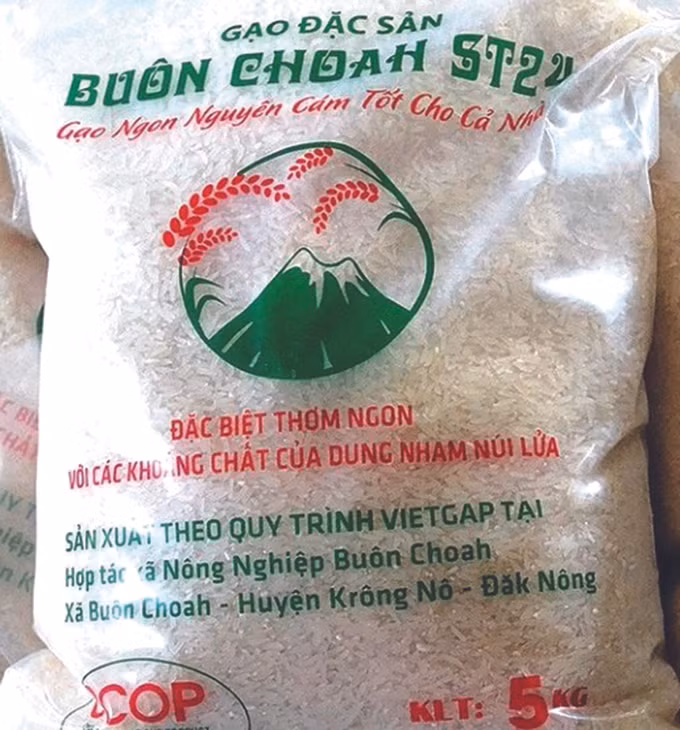 GẠO ĐẶC SẢN
BUÔN CHOAH ST24
Gạo Ngon Nguyên Cám Tốt Cho Cả Nhà
ĐẶC BIỆT THƠM NGON
VỚI CÁC KHOÁNG CHẤT CỦA DUNG NHAM NÚI LỬA
SẢN XUẤT THEO QUY TRÌNH VIETGAP TẠI
Hợp tác xã Nông Nghiệp Buôn Choah
Xã Buôn Choah - Huyện Krông Nô - Đăk Nông
OCOP
KLT: 5 KG